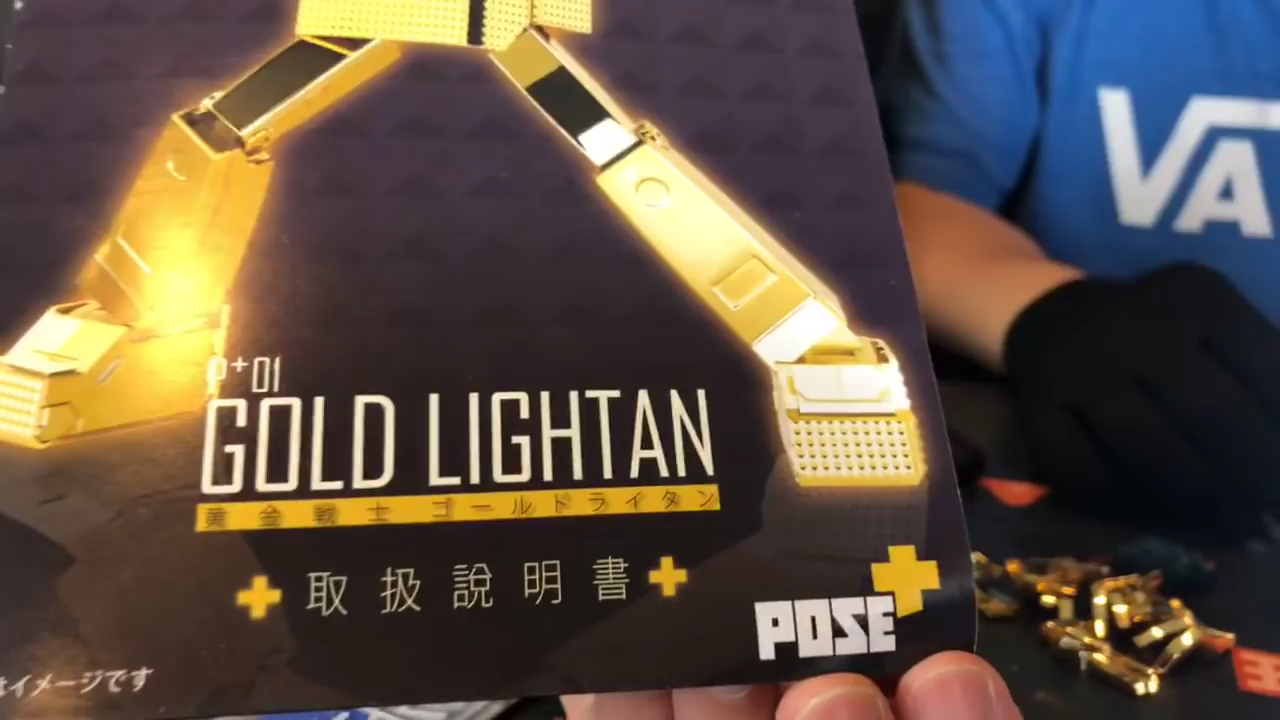 VA
P+01
GOLD LIGHTAN
黄金戦士 ゴールドライタン
取扱説明書
POSE+
はイメージです